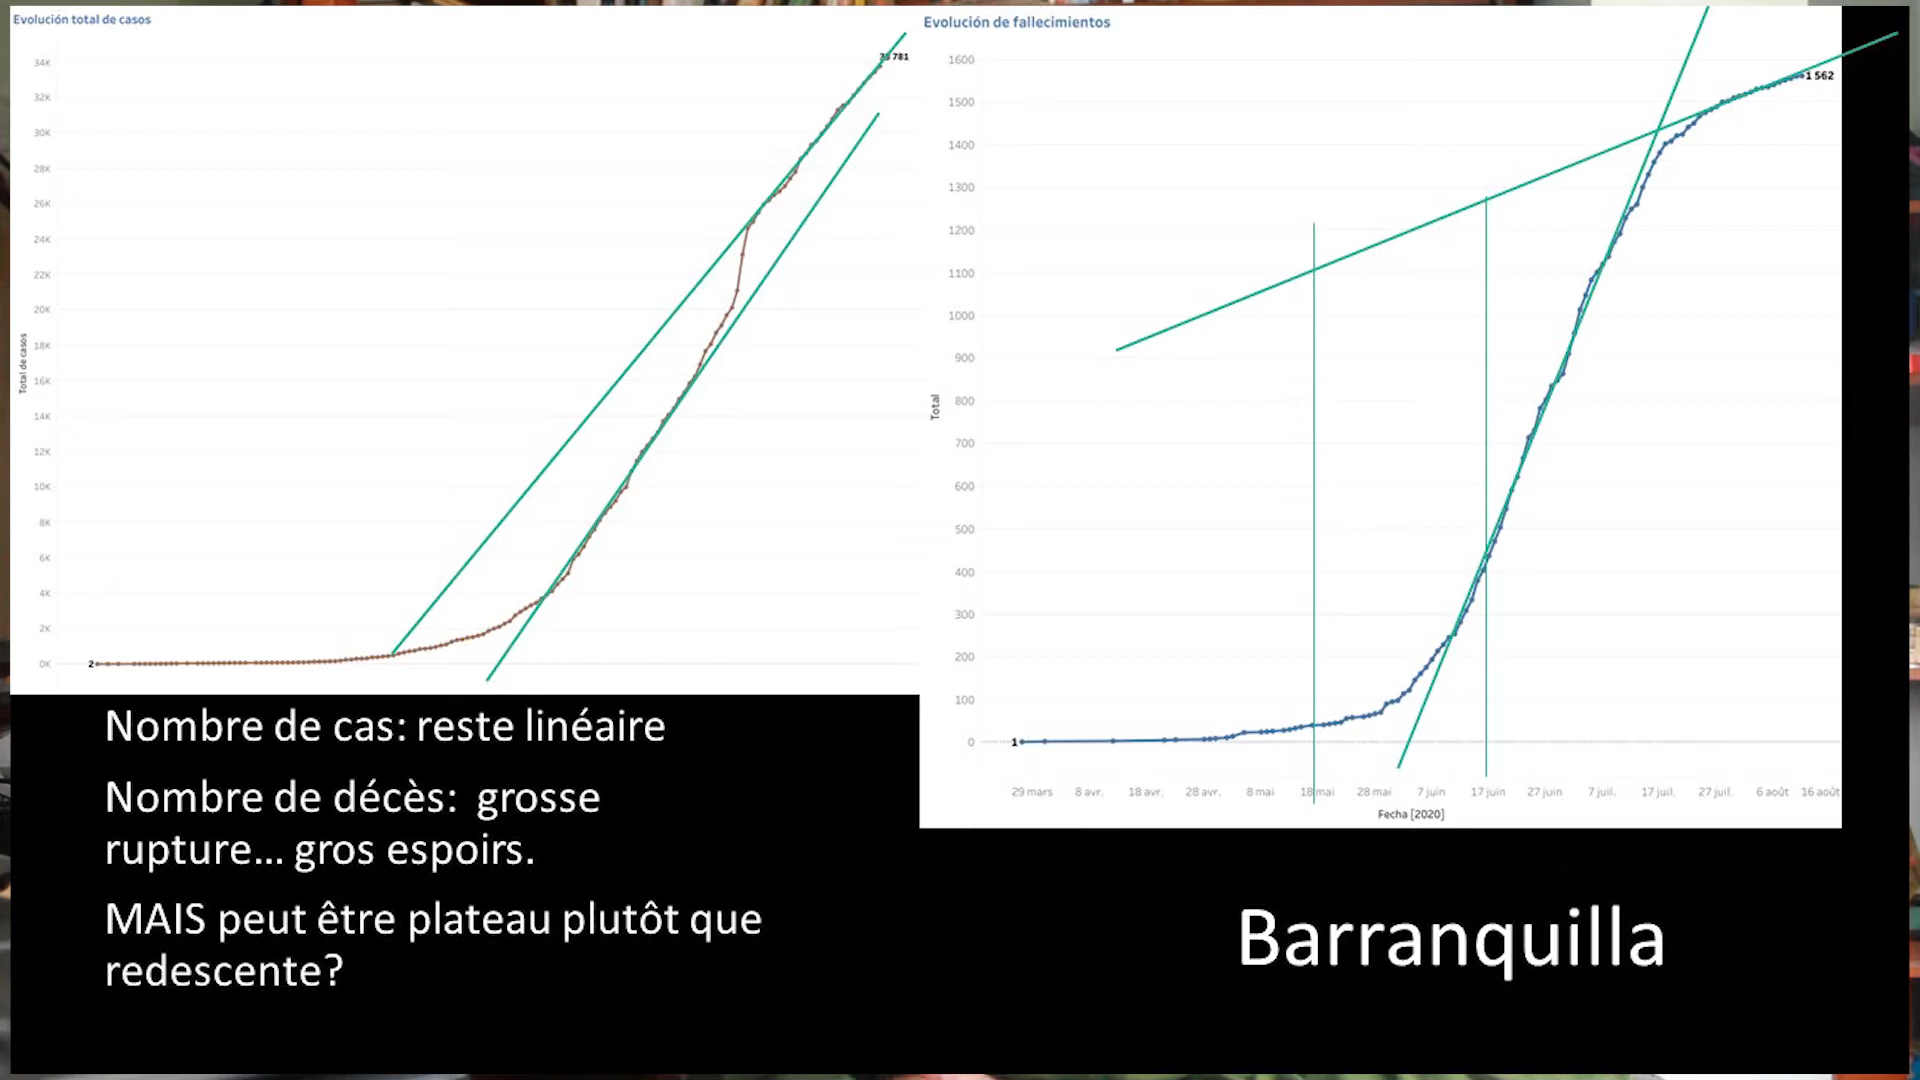 Evolución total de casos
34K
32K
30K
28K
26K
24K
22K
20K
18K
16K
14K
12K
10K
8K
6K
4K
2K
0K
Total de casos
2
781
Evolución de fallecimientos
1600
1500
1400
1300
1200
1100
1000
900
800
700
600
500
400
300
200
100
0
Total
1
1 562
29 mars 8 avr. 18 avr. 28 avr. 8 mai 18 mai 28 mai 7 juin 17 juin 27 juin 7 juil. 17 juil. 27 juil. 6 août 16 août
Fecha [2020]
Nombre de cas: reste linéaire
Nombre de décès: grosse
rupture... gros espoirs.
MAIS peut être plateau plutôt que
redescente?
Barranquilla